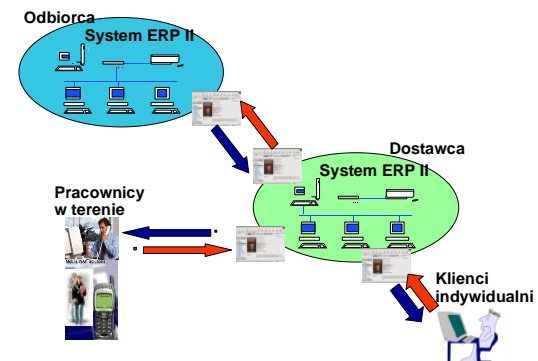 Odbiorca
System ERP II
Dostawca
System ERP II
Pracownicy
w terenie
Klienci
indywidualni